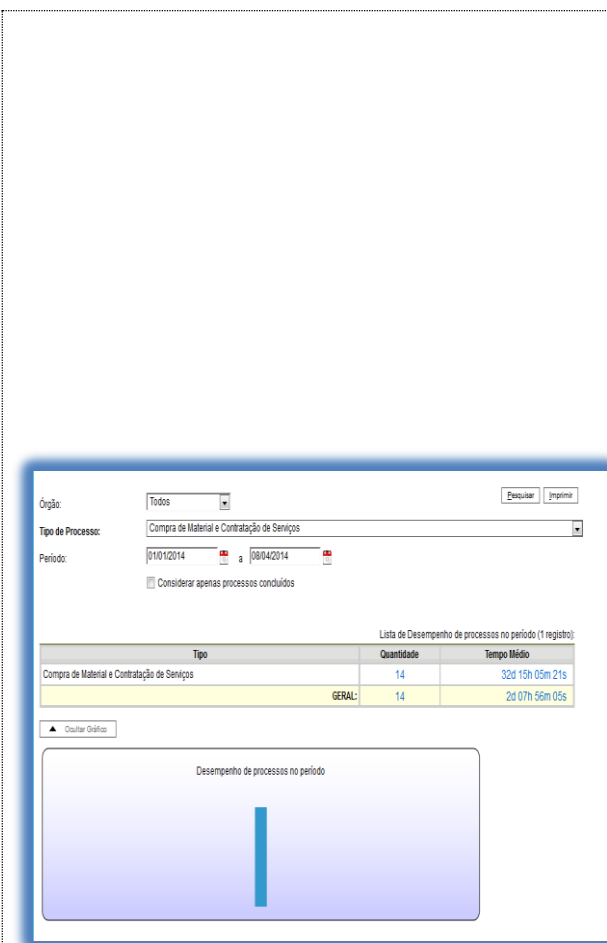 Órgão: Todos Pesquisar Imprimir
Tipo de Processo: Compra de Material e Contratação de Serviços
Período: 01/01/2014 a 08/04/2014
Considerar apenas processos concluídos
Lista de Desempenho de processos no período (1 registro):
Tipo Quantidade Tempo Médio
Compra de Material e Contratação de Serviços 14 32d 15h 05m 21s
GERAL: 14 2d 07h 56m 05s
Ocultar Gráfico
Desempenho de processos no período